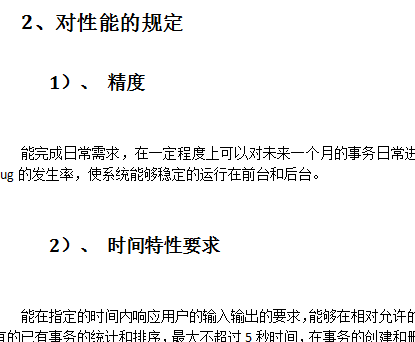 2、对性能的规定
1）、 精度
能完成日常需求，在一定程度上可以对未来一个月的事务日常进
ug 的发生率，使系统能够稳定的运行在前台和后台。
2）、 时间特性要求
能在指定的时间内响应用户的输入输出的要求，能够在相对允许的
的已有事务的统计和排序，最大不超过 5 秒时间，在事务的创建和删